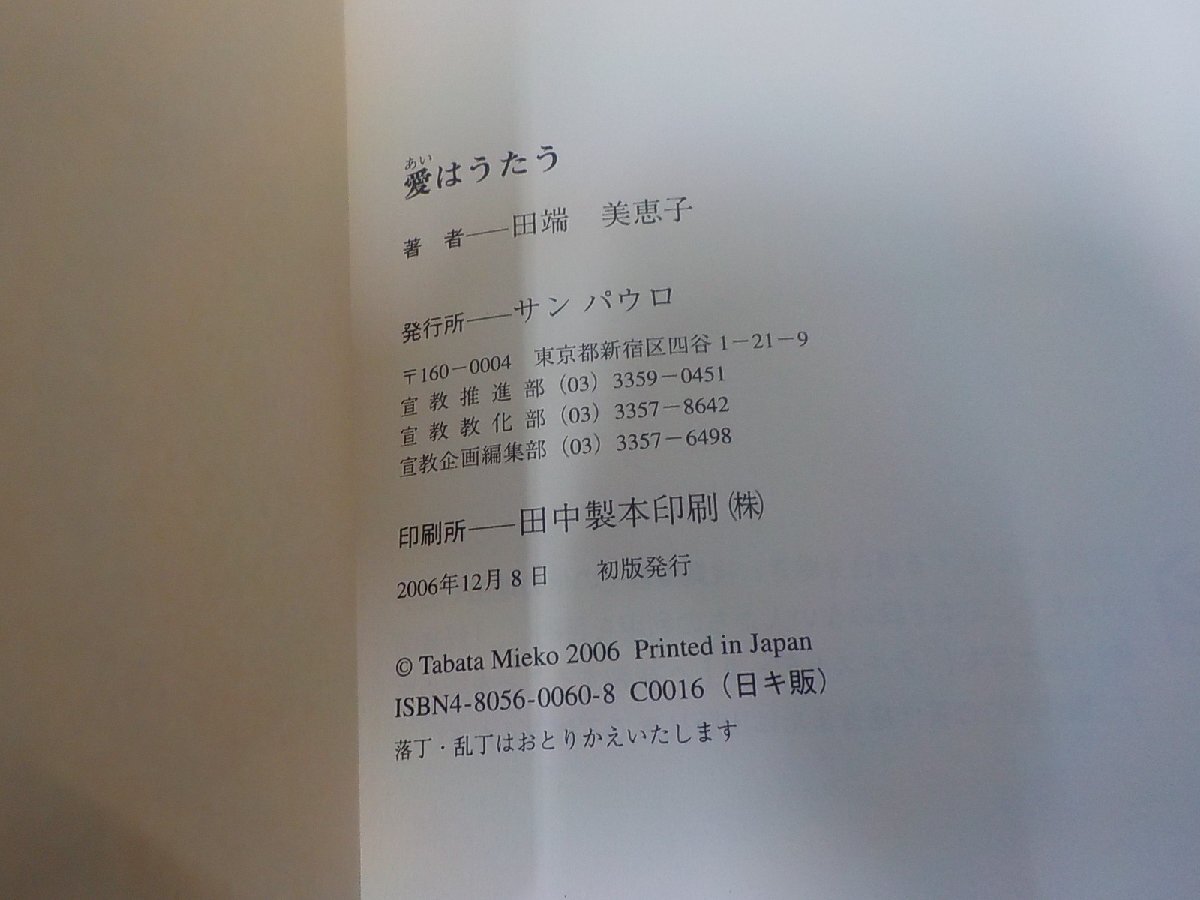 あい
愛はうたう
著 者──田端 美恵子
発行所──サン パウロ
〒160−0004 東京都新宿区四谷1−21−9
宣教推進部 (03) 3359−0451
宣教教化部 (03) 3357−8642
宣教企画編集部 (03) 3357−6498
印刷所──田中製本印刷㈱
2006年12月8日 初版発行
© Tabata Mieko 2006 Printed in Japan
ISBN4-8056-0060-8 C0016 (日キ販)
落丁・乱丁はおとりかえいたします